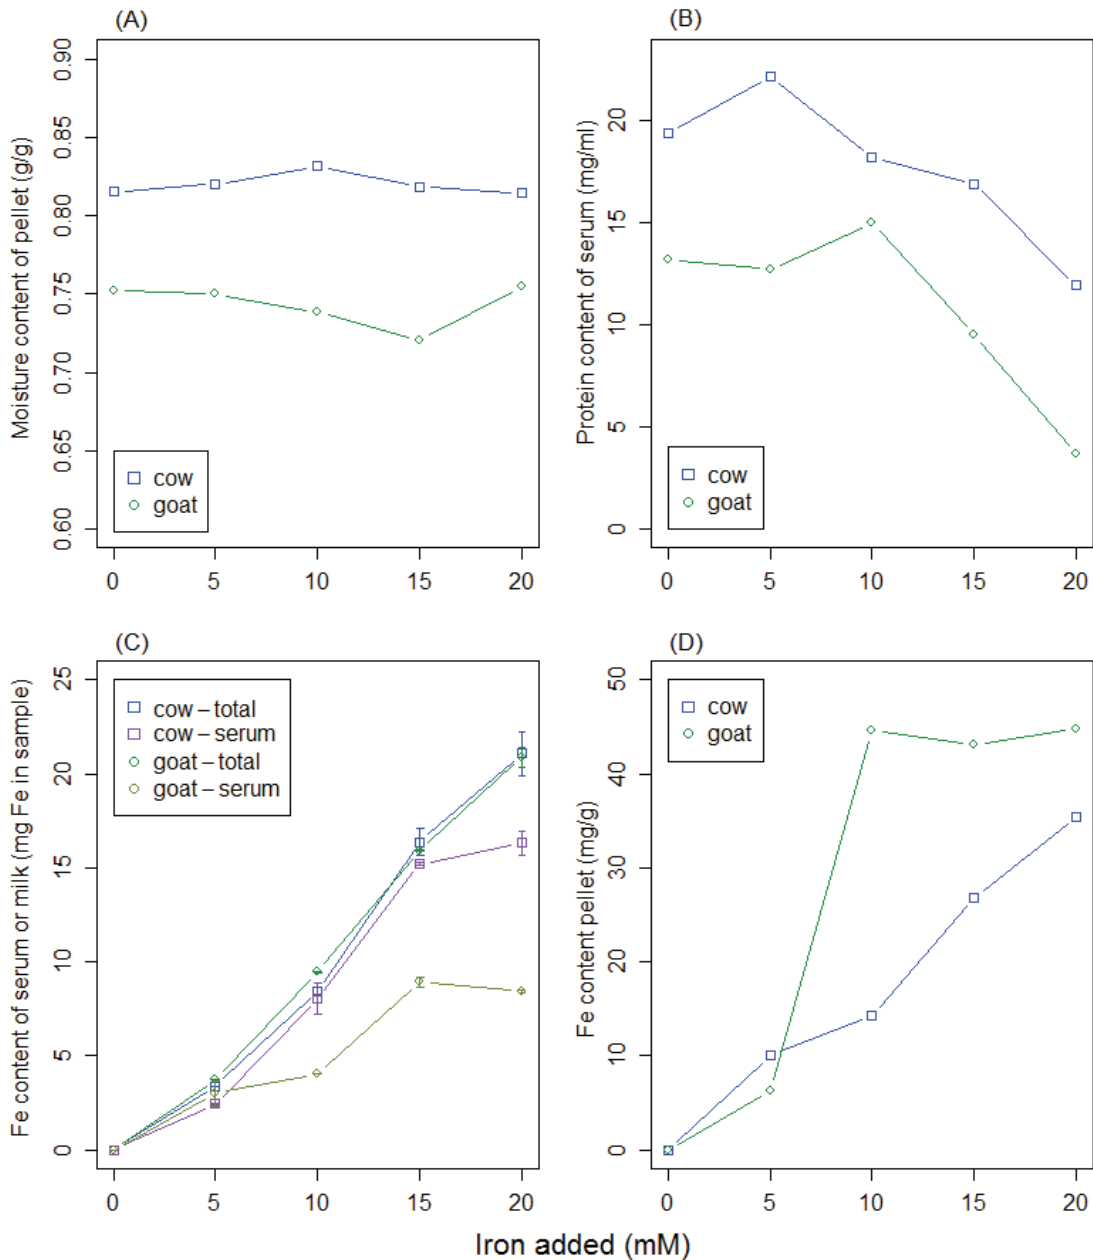 (A)
Moisture content of pellet (g/g)
0.90
0.85
0.80
0.75
0.70
0.65
0.60
cow
goat
0 5 10 15 20
(B)
Protein content of serum (mg/ml)
20
15
10
5
0
cow
goat
0 5 10 15 20
(C)
Fe content of serum or milk (mg Fe in sample)
25
20
15
10
5
0
cow – total
cow – serum
goat – total
goat – serum
0 5 10 15 20
(D)
Fe content pellet (mg/g)
50
40
30
20
10
0
cow
goat
0 5 10 15 20
Iron added (mM)